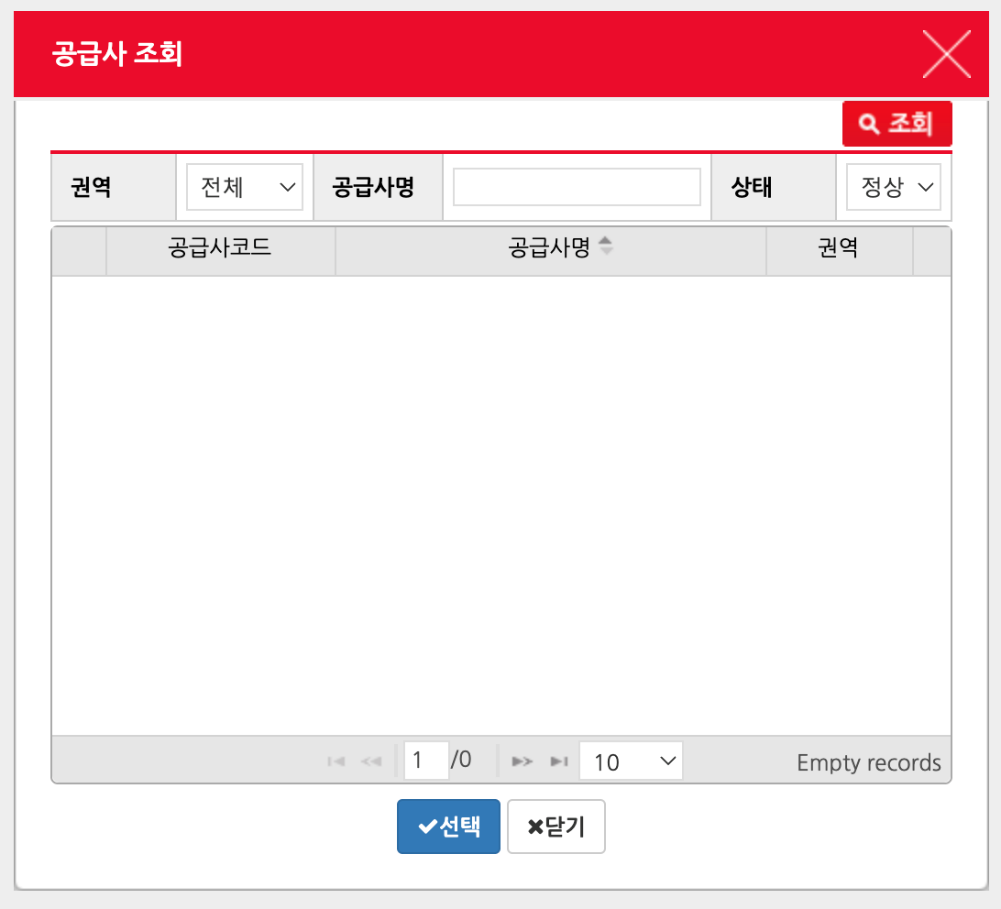 공급사 조회
조회
권역 전체 공급사명 상태 정상
공급사코드 공급사명 권역
1 /0 10 Empty records
선택 닫기